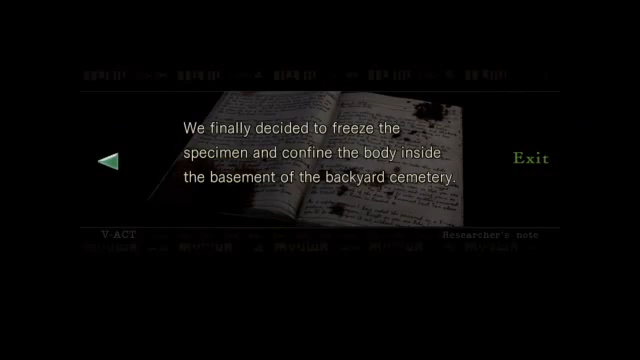 We finally decided to freeze the
specimen and confine the body inside
the basement of the backyard cemetery.
Exit
V-ACT
Researcher's note